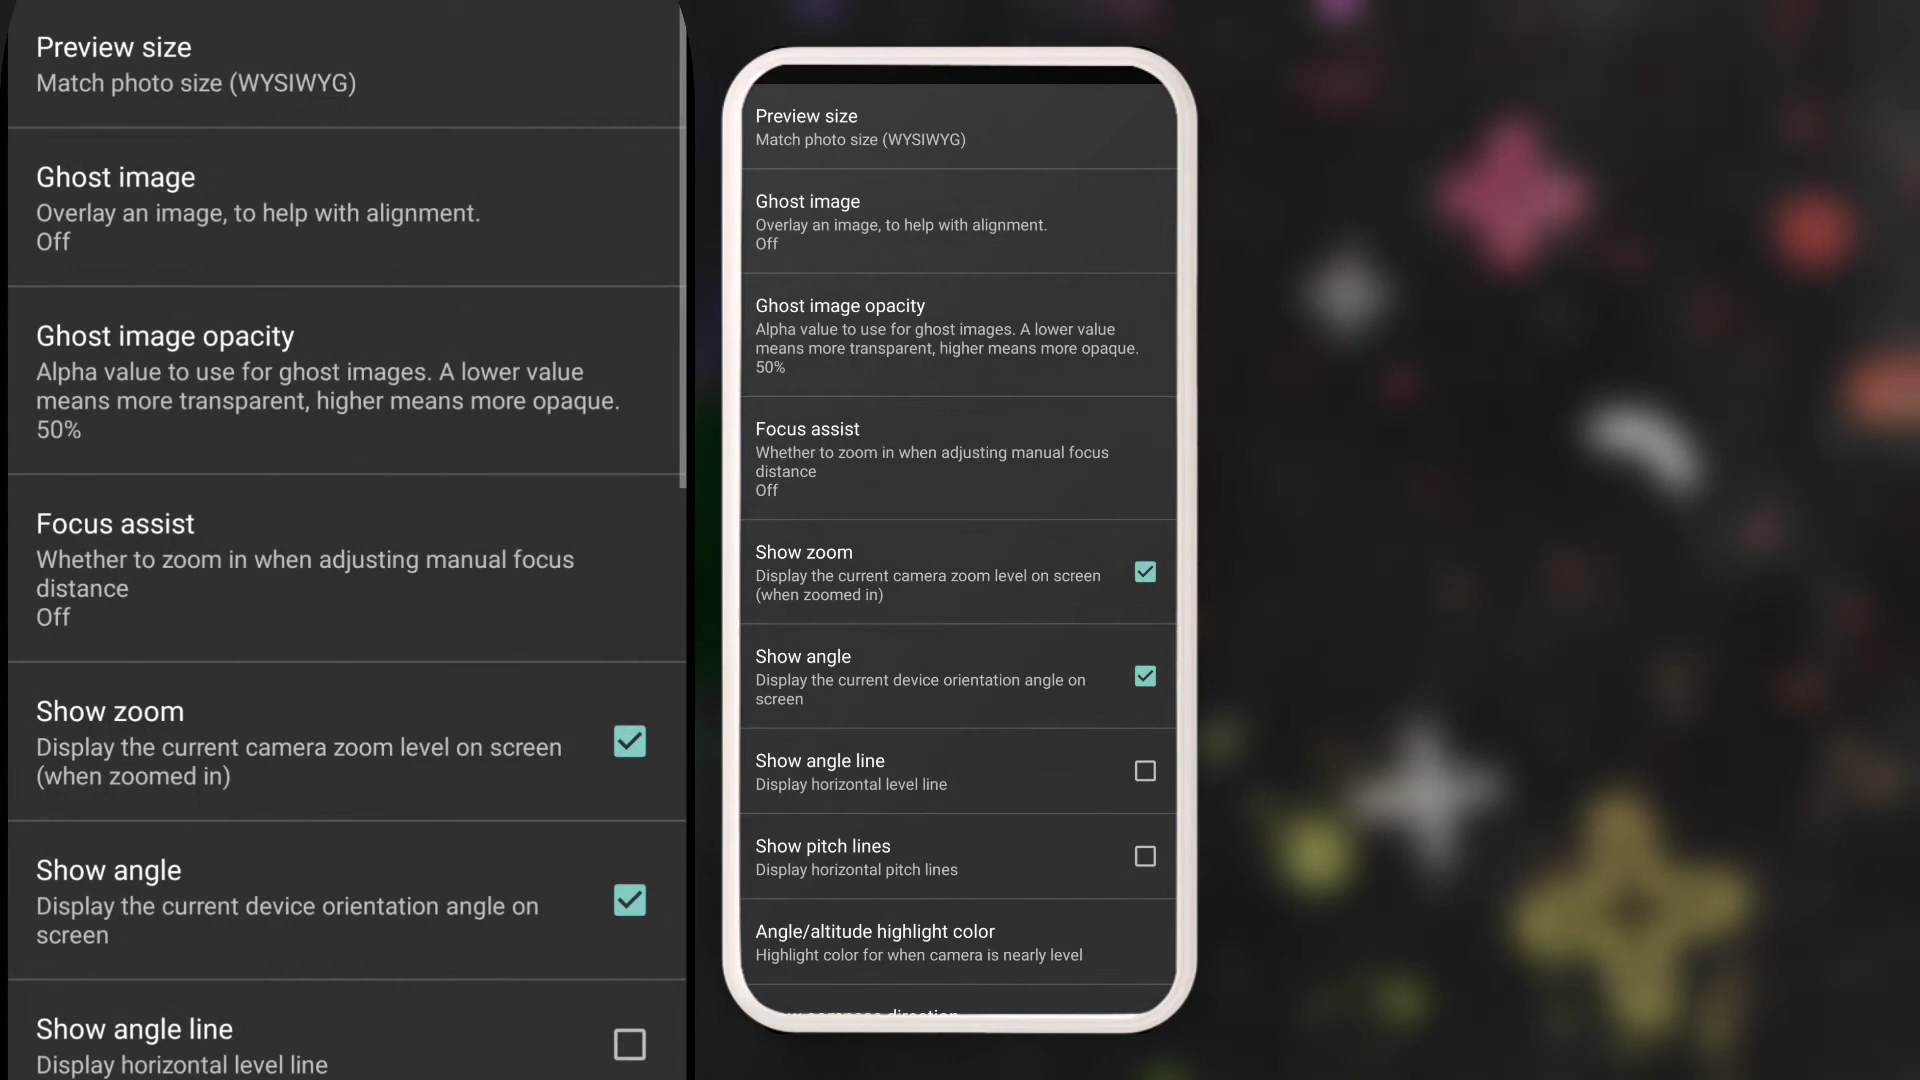 Preview size
Match photo size (WYSIWYG)
Ghost image
Overlay an image, to help with alignment.
Off
Ghost image opacity
Alpha value to use for ghost images. A lower value
means more transparent, higher means more opaque.
50%
Focus assist
Whether to zoom in when adjusting manual focus
distance
Off
Show zoom
Display the current camera zoom level on screen
(when zoomed in)
Show angle
Display the current device orientation angle on
screen
Show angle line
Display horizontal level line
Preview size
Match photo size (WYSIWYG)
Ghost image
Overlay an image, to help with alignment.
Off
Ghost image opacity
Alpha value to use for ghost images. A lower value
means more transparent, higher means more opaque.
50%
Focus assist
Whether to zoom in when adjusting manual focus
distance
Off
Show zoom
Display the current camera zoom level on screen
(when zoomed in)
Show angle
Display the current device orientation angle on
screen
Show angle line
Display horizontal level line
Show pitch lines
Display horizontal pitch lines
Angle/altitude highlight color
Highlight color for when camera is nearly level
compass direction